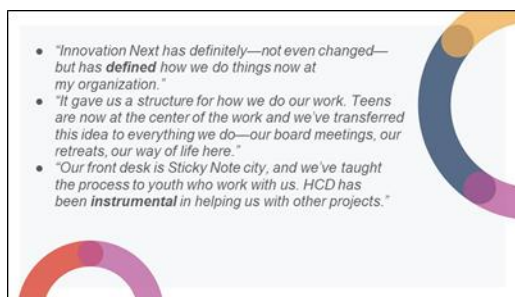 • “Innovation Next has definitely—not even changed—
but has defined how we do things now at
my organization.”
• “It gave us a structure for how we do our work. Teens
are now at the center of the work and we’ve transferred
this idea to everything we do—our board meetings, our
retreats, our way of life here.”
• “Our front desk is Sticky Note city, and we’ve taught
the process to youth who work with us. HCD has
been instrumental in helping us with other projects.”